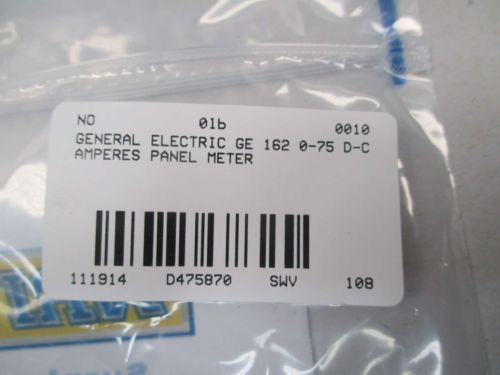 NO 01b 0010
GENERAL ELECTRIC GE 162 0-75 D-C
AMPERES PANEL METER
111914 D475870 SWV 108